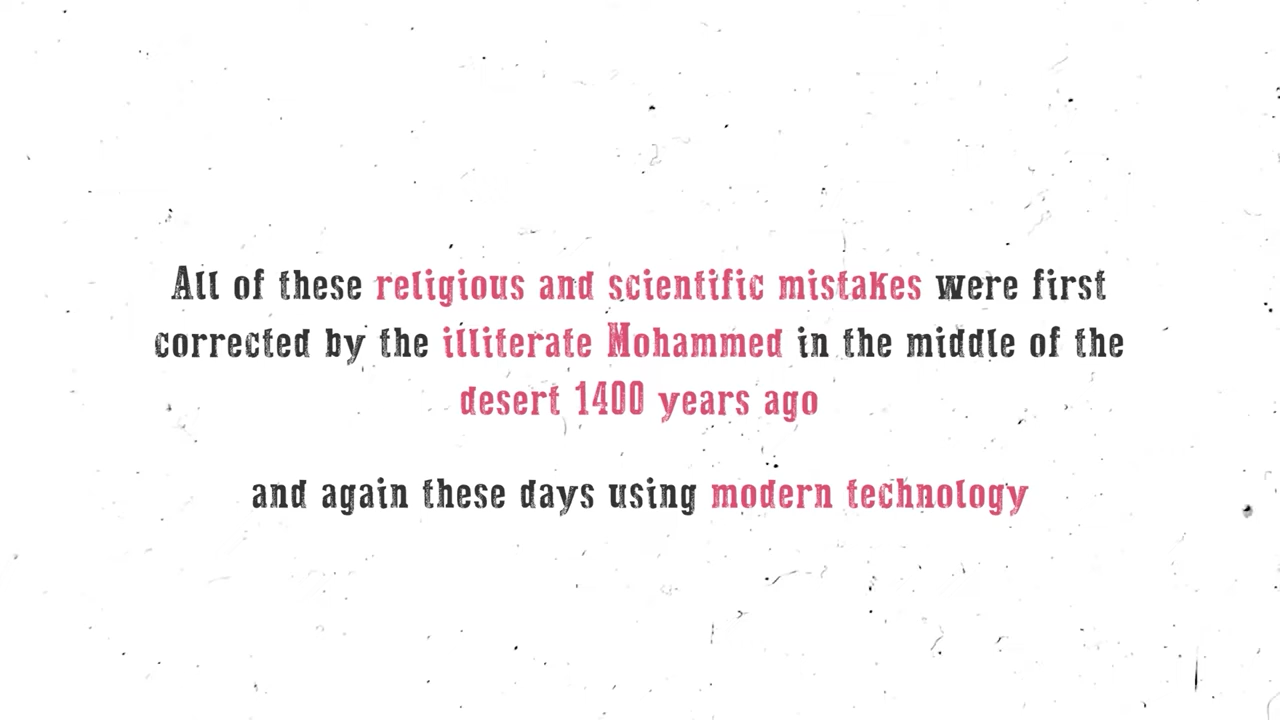 All of these religious and scientific mistakes were first
corrected by the illiterate Mohammed in the middle of the
desert 1400 years ago
and again these days using modern technology